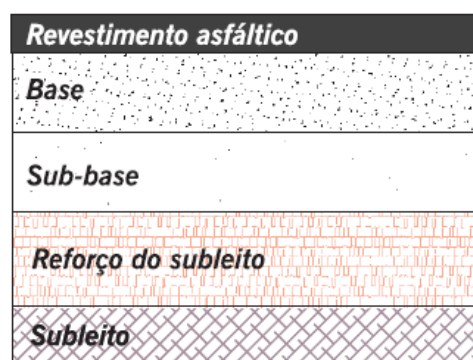 Revestimento asfáltico
Base
Sub-base
Reforço do subleito
Subleito